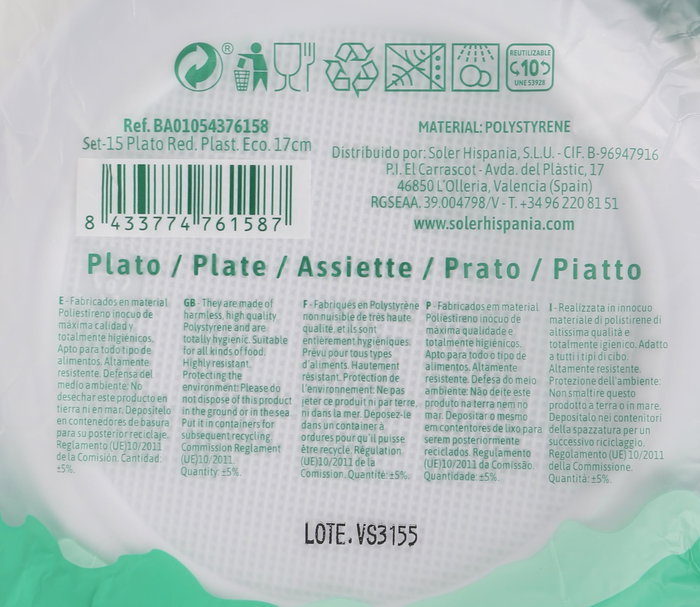 ®
REUTILIZABLE
10
UNE 53928
Ref. BA01054376158
Set-15 Plato Red. Plast. Eco. 17cm
8 433774 761587
MATERIAL: POLYSTYRENE
Distribuido por: Soler Hispania, S.L.U. - CIF. B-96947916
P.I. El Carrascot - Avda. del Plàstic, 17
46850 L'Olleria, Valencia (Spain)
RGSEAA. 39.004798/V - T. +34 96 220 81 51
www.solerhispania.com
Plato / Plate / Assiette / Prato / Piatto
E - Fabricados en material
Poliestireno inocuo de
máxima calidad y
totalmente higiénicos.
Apto para todo tipo de
alimentos. Altamente
resistente. Defensa del
medio ambiente: No
desechar este producto en
tierra ni en mar. Depositelo
en contenedores de basura
para su posterior reciclaje.
Reglamento (UE)10/2011
de la Comisión. Cantidad:
±5%.
GB - They are made of
harmless, high quality
Polystyrene and are
totally hygienic. Suitable
for all kinds of food.
Highly resistant.
Protecting the
environment: Please do
not dispose of this product
in the ground or in the sea.
Put it in containers for
subsequent recycling.
Commission Reglament
(UE)10/2011.
Quantity: ±5%.
F - Fabriqués en Polystyrène
non nuisible de très haute
qualité, et ils sont
entièrement hygiéniques.
Prévu pour tous types
d'aliments. Hautement
résistant. Protection de
l'environnement: Ne pas
jeter ce produit ni par terre,
ni dans la mer. Déposez-le
dans un container à
ordures pour qu'il puisse
être recyclé. Régulation
(UE)10/2011 de la
Comission. Quantité: ±5%.
P - Fabricados em material
Poliestireno inocuo de
máxima qualidade e
totalmente higiénicos.
Apto para todo o tipo de
alimentos. Altamente
resistente. Defesa do meio
ambiente: Não deite este
produto na terra nem no
mar. Depositar o mesmo
em contentores de lixo para
serem posteriormente
reciclados. Regulamento
(UE)10/2011 da Comissão.
Quantidade: ±5%.
I - Realizzata in innocuo
materiale di polistirene di
altissima qualità e
totalmente igienico. Adatto
a tutti i tipi di cibo.
Altamente resistente.
Protezione dell'ambiente:
Non smaltire questo
prodotto a terra o in mare.
Depositalo nei contenitori
della spazzatura per un
successivo riciclaggio.
Regolamento (UE) 10/2011
della Commissione.
Quantità: ±5%.
LOTE. VS3155